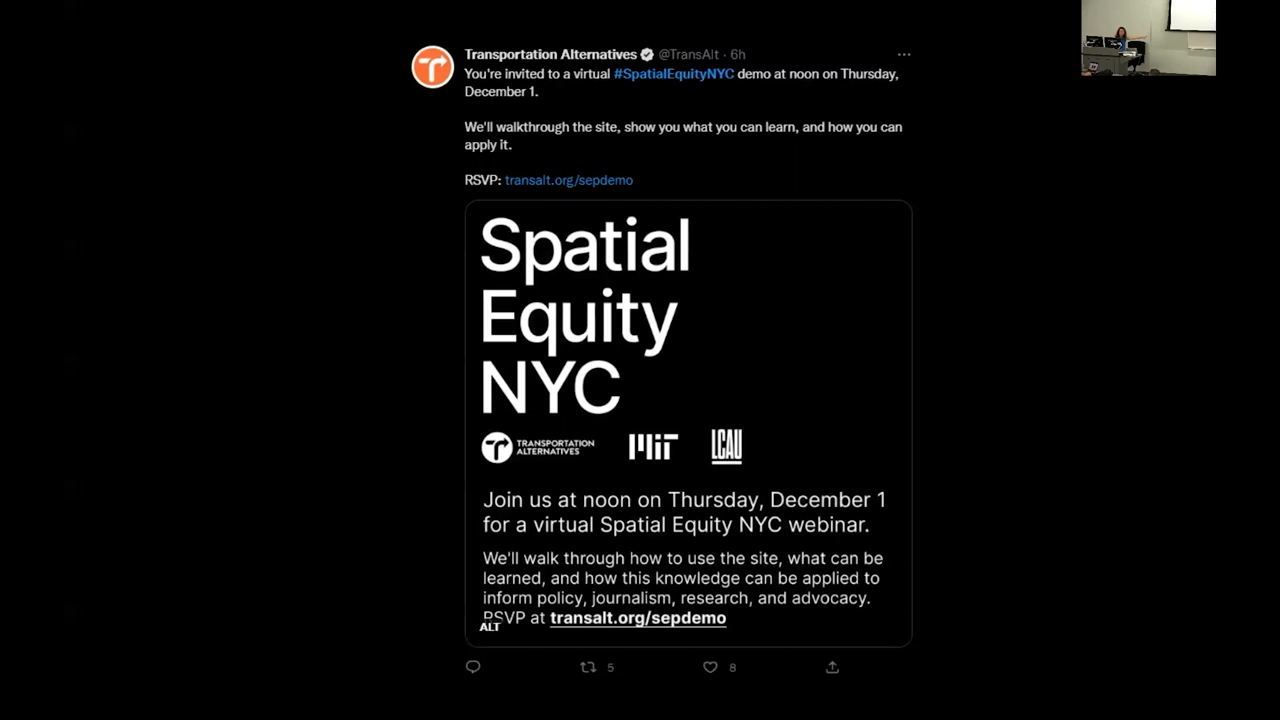 Transportation Alternatives @TransAlt · 6h
You're invited to a virtual #SpatialEquityNYC demo at noon on Thursday,
December 1.
We'll walkthrough the site, show you what you can learn, and how you can
apply it.
RSVP: transalt.org/sepdemo
Spatial
Equity
NYC
TRANSPORTATION
ALTERNATIVES
MIT
LCAU
Join us at noon on Thursday, December 1
for a virtual Spatial Equity NYC webinar.
We'll walk through how to use the site, what can be
learned, and how this knowledge can be applied to
inform policy, journalism, research, and advocacy.
RSVP at transalt.org/sepdemo
ALT
5 8